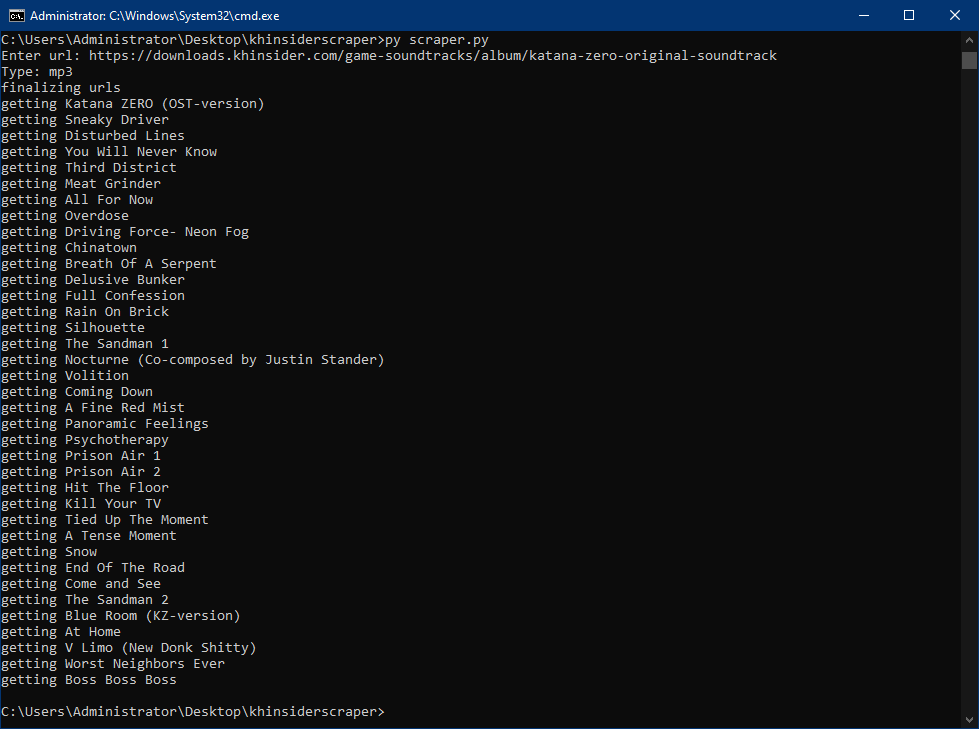 Administrator: C:\Windows\System32\cmd.exe
C:\Users\Administrator\Desktop\khinsiderscraper>py scraper.py
Enter url: https://downloads.khinsider.com/game-soundtracks/album/katana-zero-original-soundtrack
Type: mp3
finalizing urls
getting Katana ZERO (OST-version)
getting Sneaky Driver
getting Disturbed Lines
getting You Will Never Know
getting Third District
getting Meat Grinder
getting All For Now
getting Overdose
getting Driving Force- Neon Fog
getting Chinatown
getting Breath Of A Serpent
getting Delusive Bunker
getting Full Confession
getting Rain On Brick
getting Silhouette
getting The Sandman 1
getting Nocturne (Co-composed by Justin Stander)
getting Volition
getting Coming Down
getting A Fine Red Mist
getting Panoramic Feelings
getting Psychotherapy
getting Prison Air 1
getting Prison Air 2
getting Hit The Floor
getting Kill Your TV
getting Tied Up The Moment
getting A Tense Moment
getting Snow
getting End Of The Road
getting Come and See
getting The Sandman 2
getting Blue Room (KZ-version)
getting At Home
getting V Limo (New Donk Shitty)
getting Worst Neighbors Ever
getting Boss Boss Boss
C:\Users\Administrator\Desktop\khinsiderscraper>